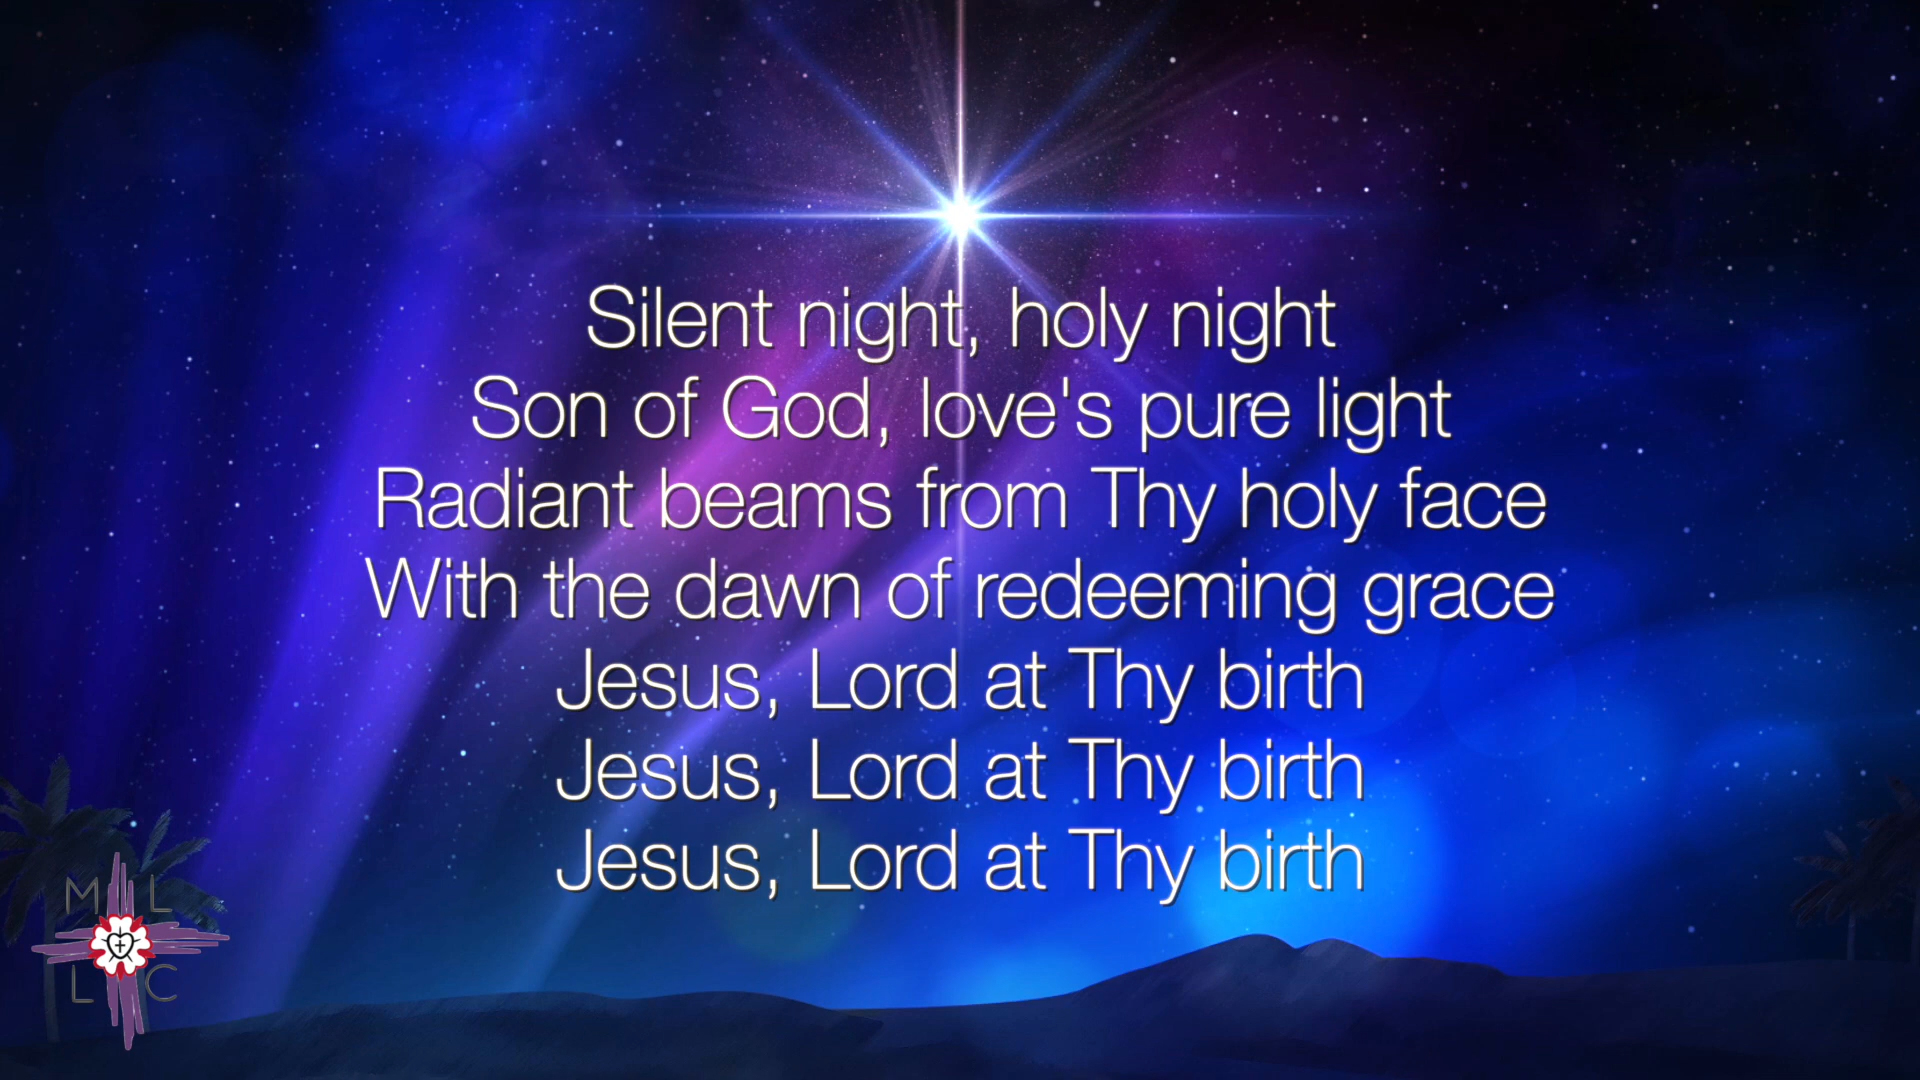 Silent night, holy night
Son of God, love's pure light
Radiant beams from Thy holy face
With the dawn of redeeming grace
Jesus, Lord at Thy birth
Jesus, Lord at Thy birth
Jesus, Lord at Thy birth
M L
L C